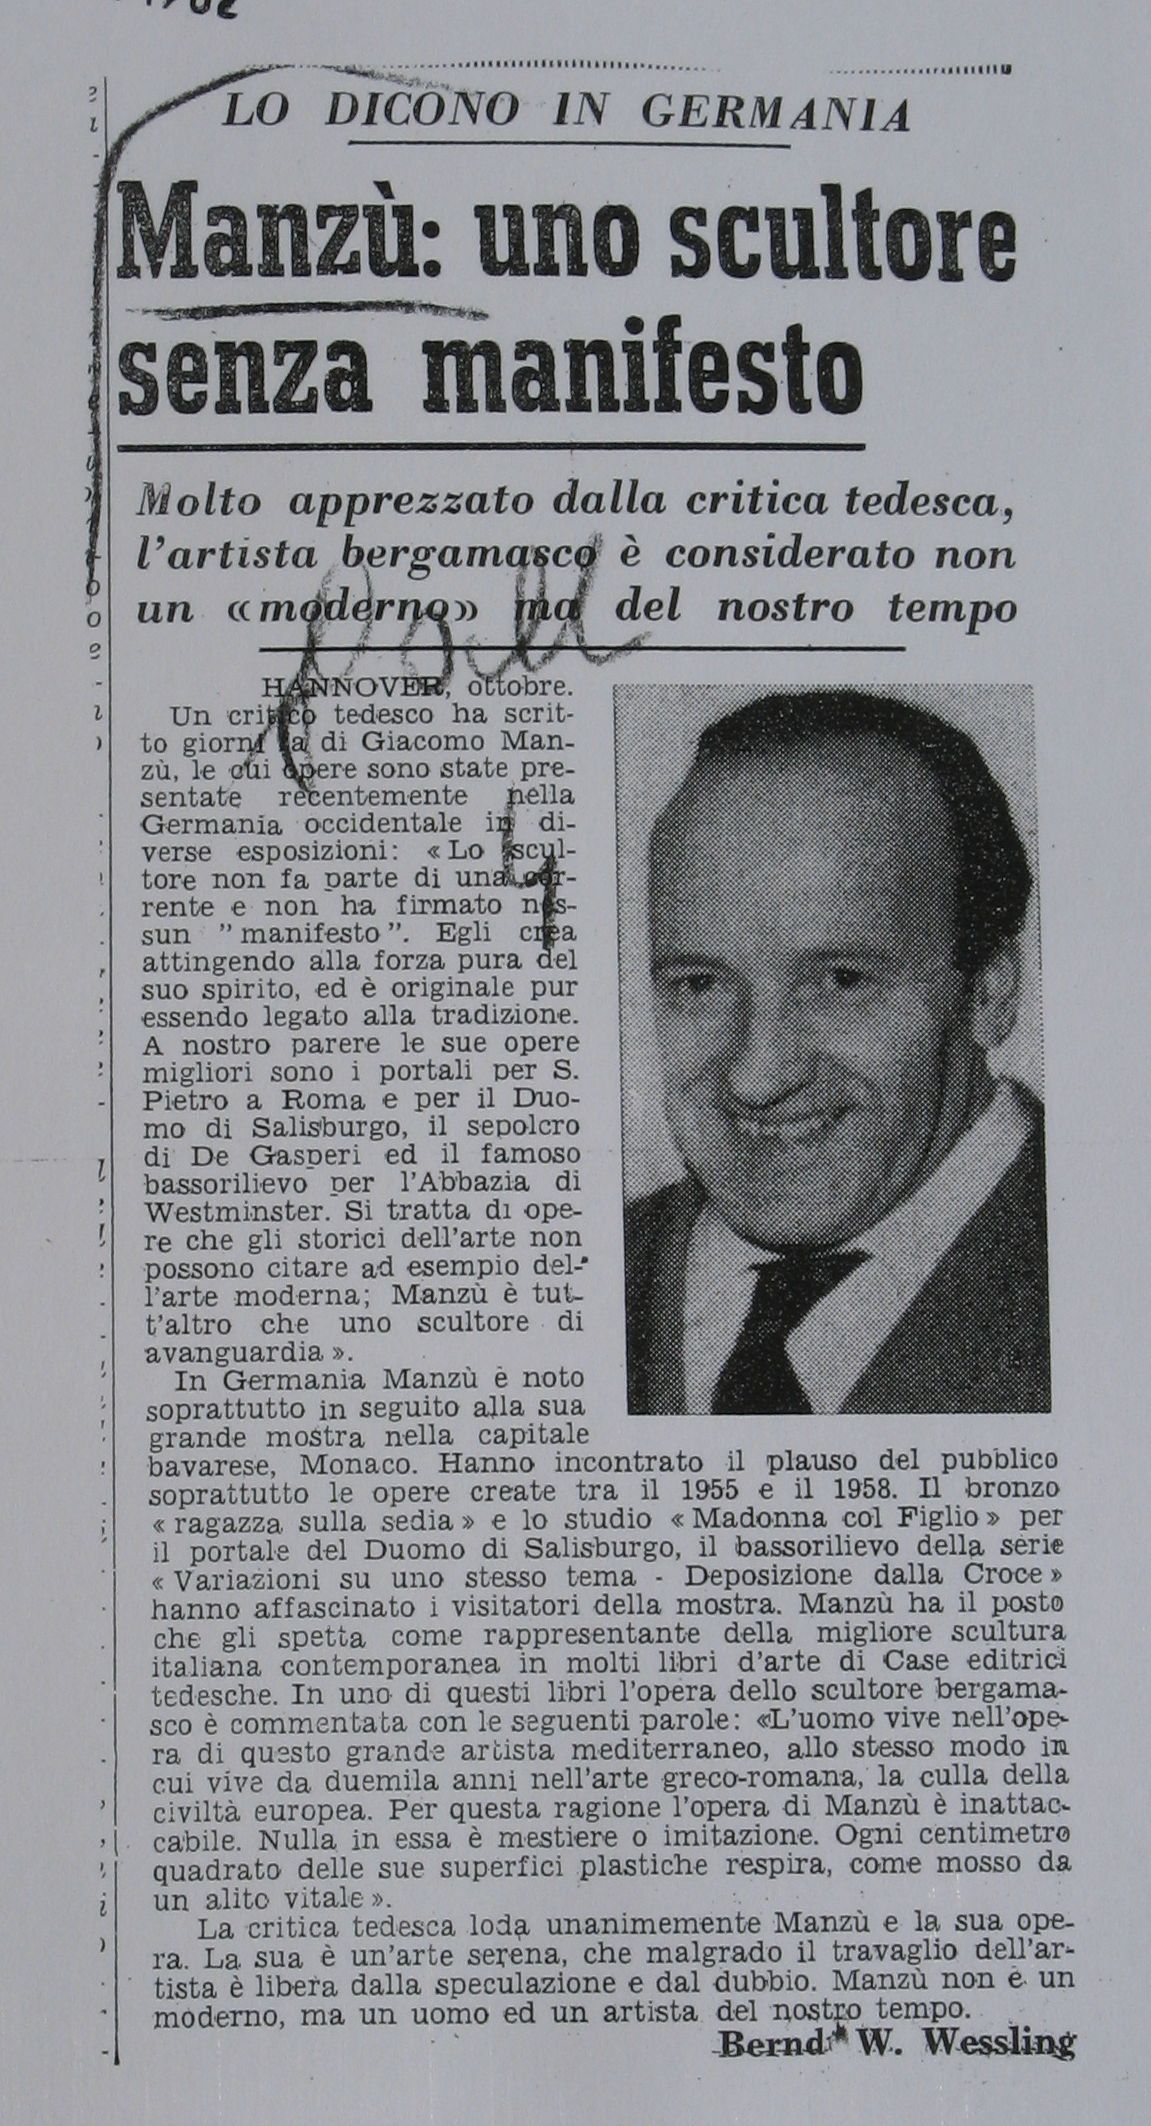 LO DICONO IN GERMANIA
Manzù: uno scultore
senza manifesto
Molto apprezzato dalla critica tedesca,
l'artista bergamasco è considerato non
un «moderno» ma del nostro tempo
HANNOVER, ottobre.
Un critico tedesco ha scrit-
to giorni fa di Giacomo Man-
zù, le cui opere sono state pre-
sentate recentemente nella
Germania occidentale in di-
verse esposizioni: «Lo scul-
tore non fa parte di una cor-
rente e non ha firmato nes-
sun "manifesto". Egli crea
attingendo alla forza pura del
suo spirito, ed è originale pur
essendo legato alla tradizione.
A nostro parere le sue opere
migliori sono i portali per S.
Pietro a Roma e per il Duo-
mo di Salisburgo, il sepolcro
di De Gasperi ed il famoso
bassorilievo per l'Abbazia di
Westminster. Si tratta di ope-
re che gli storici dell'arte non
possono citare ad esempio del-
l'arte moderna; Manzù è tut-
t'altro che uno scultore di
avanguardia».
In Germania Manzù è noto
soprattutto in seguito alla sua
grande mostra nella capitale
bavarese, Monaco. Hanno incontrato il plauso del pubblico
soprattutto le opere create tra il 1955 e il 1958. Il bronzo
«ragazza sulla sedia» e lo studio «Madonna col Figlio» per
il portale del Duomo di Salisburgo, il bassorilievo della serie
«Variazioni su uno stesso tema - Deposizione dalla Croce»
hanno affascinato i visitatori della mostra. Manzù ha il posto
che gli spetta come rappresentante della migliore scultura
italiana contemporanea in molti libri d'arte di Case editrici
tedesche. In uno di questi libri l'opera dello scultore bergama-
sco è commentata con le seguenti parole: «L'uomo vive nell'ope-
ra di questo grande artista mediterraneo, allo stesso modo in
cui vive da duemila anni nell'arte greco-romana, la culla della
civiltà europea. Per questa ragione l'opera di Manzù è inattac-
cabile. Nulla in essa è mestiere o imitazione. Ogni centimetro
quadrato delle sue superfici plastiche respira, come mosso da
un alito vitale».
La critica tedesca loda unanimemente Manzù e la sua ope-
ra. La sua è un'arte serena, che malgrado il travaglio dell'ar-
tista è libera dalla speculazione e dal dubbio. Manzù non è un
moderno, ma un uomo ed un artista del nostro tempo.
Bernd W. Wessling